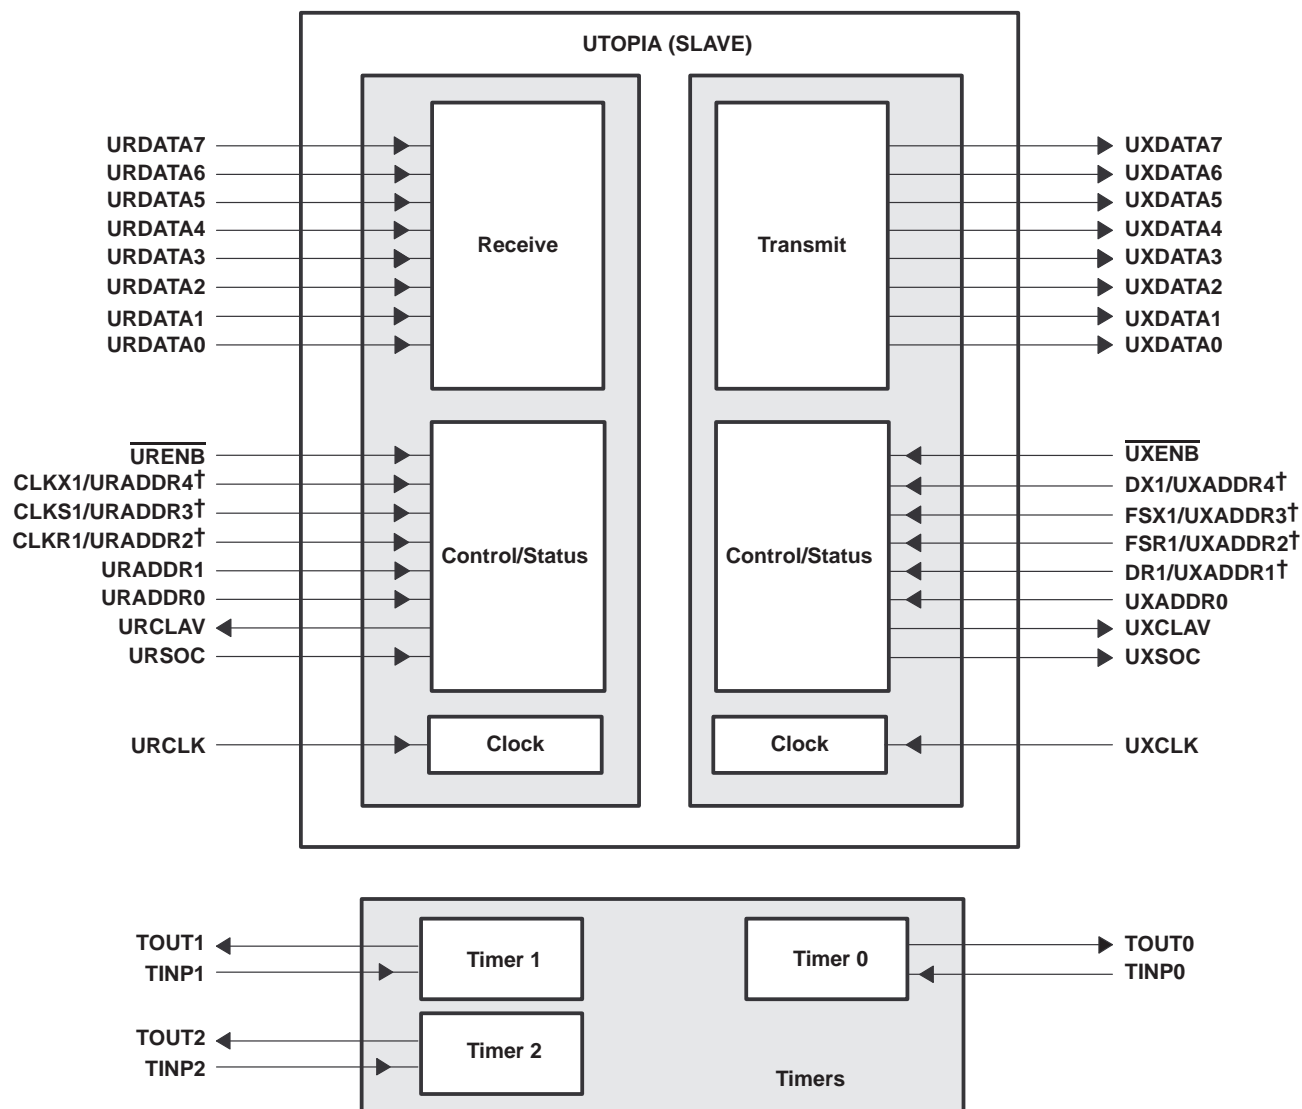 UTOPIA (SLAVE)
URDATA7
URDATA6
URDATA5
URDATA4
URDATA3
URDATA2
URDATA1
URDATA0
Receive
Transmit
UXDATA7
UXDATA6
UXDATA5
UXDATA4
UXDATA3
UXDATA2
UXDATA1
UXDATA0
URENB
CLKX1/URADDR4†
CLKS1/URADDR3†
CLKR1/URADDR2†
URADDR1
URADDR0
URCLAV
URSOC
Control/Status
Control/Status
UXENB
DX1/UXADDR4†
FSX1/UXADDR3†
FSR1/UXADDR2†
DR1/UXADDR1†
UXADDR0
UXCLAV
UXSOC
URCLK
Clock
Clock
UXCLK
TOUT1
TINP1
Timer 1
Timer 0
TOUT0
TINP0
TOUT2
TINP2
Timer 2
Timers